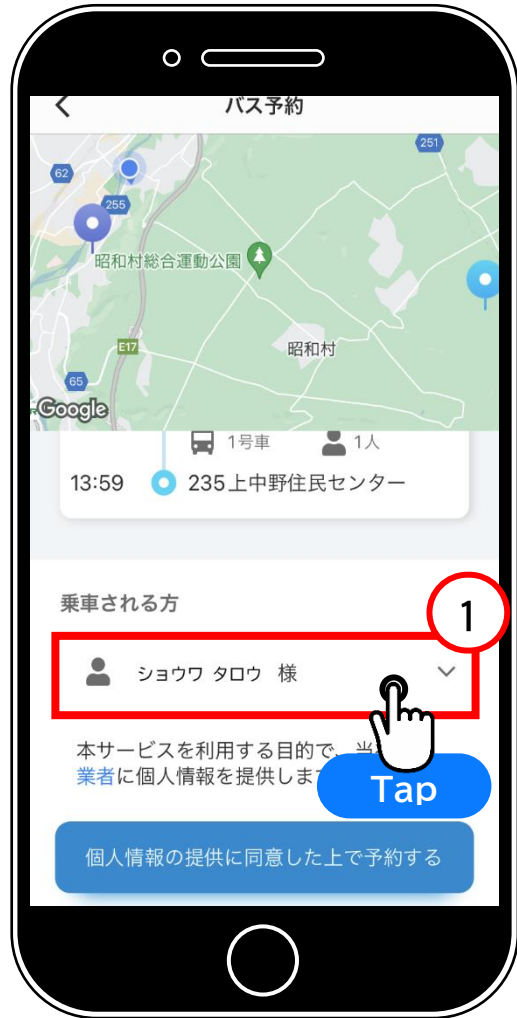 バス予約
251
62
255
昭和村総合運動公園
E17
昭和村
65
Google
1号車 1人
13:59 235上中野住民センター
乗車される方
1
ショウワ タロウ 様
本サービスを利用する目的で、当
業者に個人情報を提供しま
Tap
個人情報の提供に同意した上で予約する